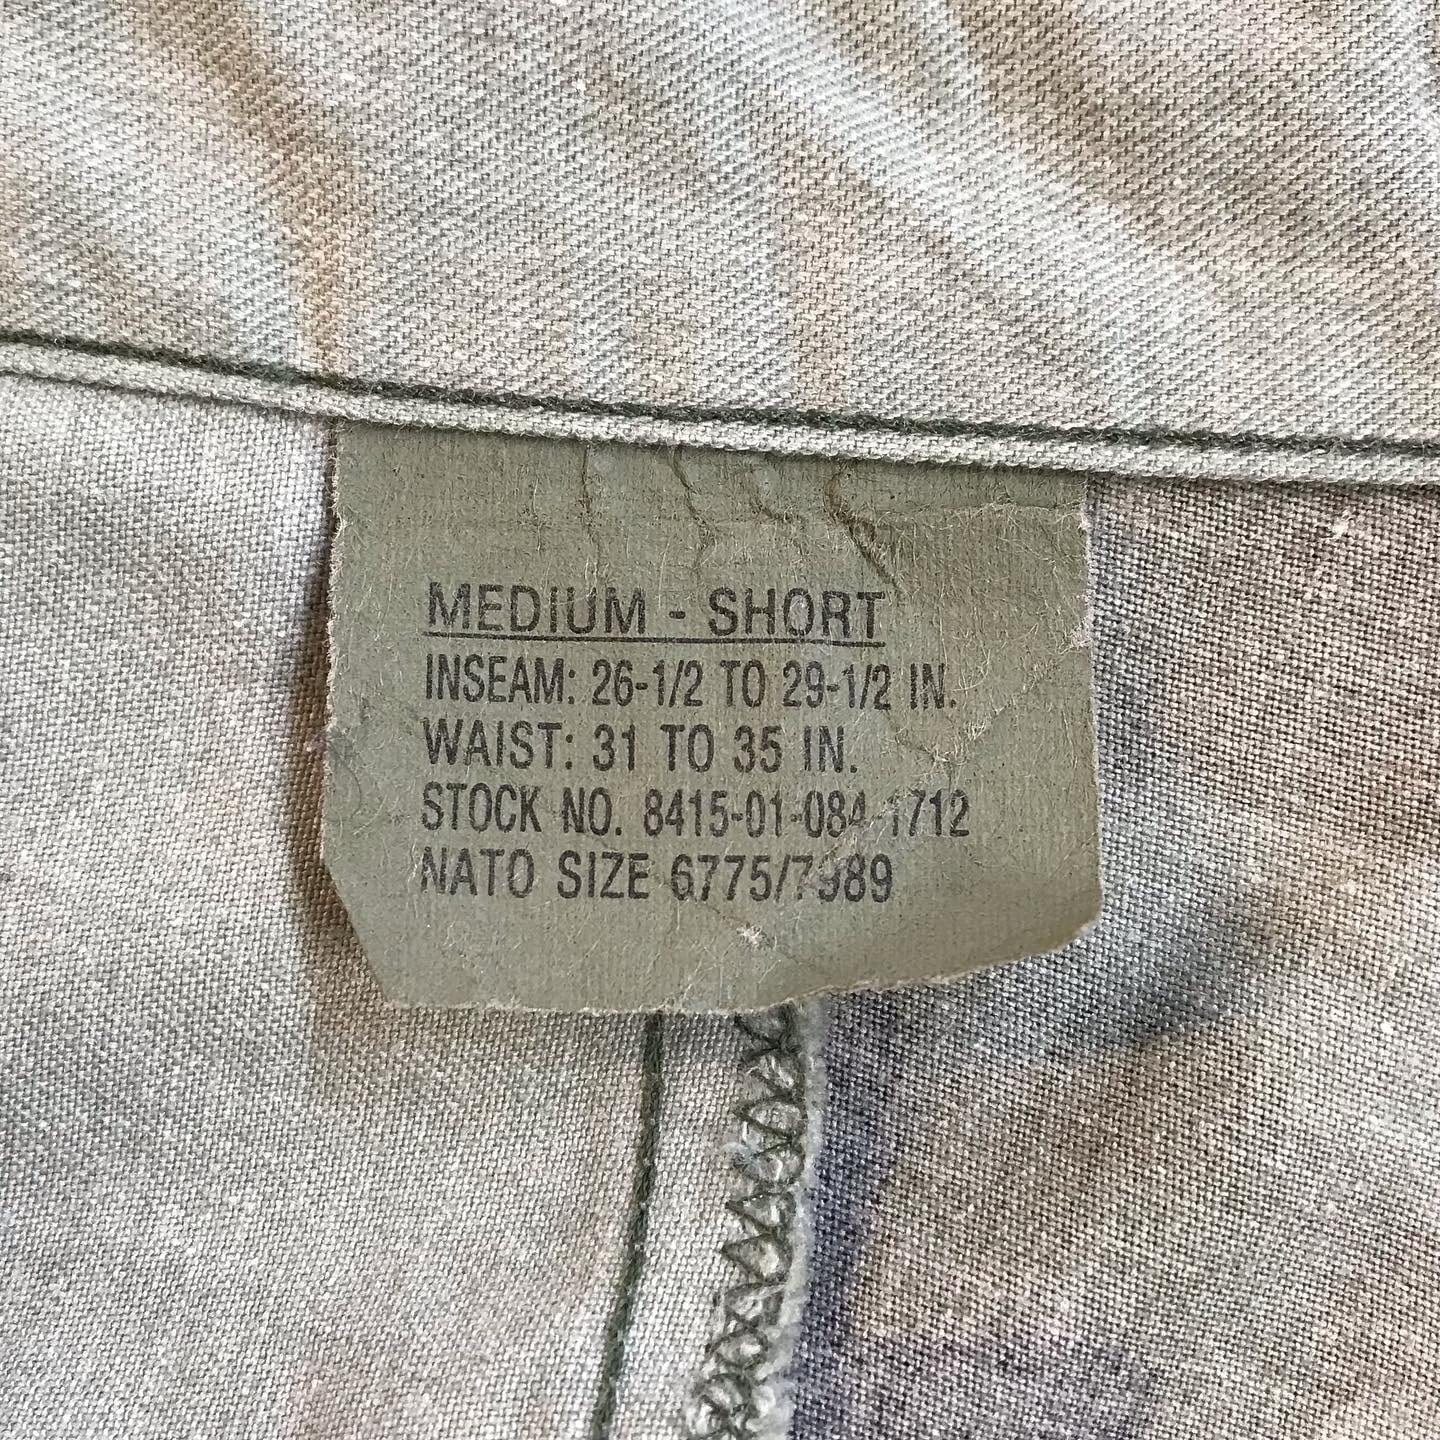 MEDIUM - SHORT
INSEAM: 26-1/2 TO 29-1/2 IN.
WAIST: 31 TO 35 IN.
STOCK NO. 8415-01-084-1712
NATO SIZE 6775/7989